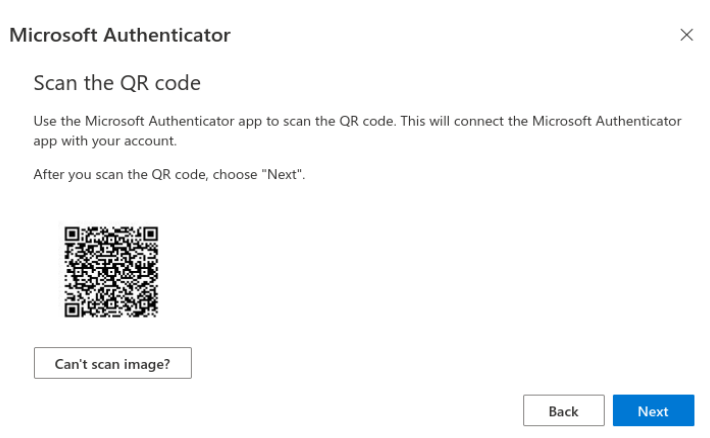 Microsoft Authenticator
Scan the QR code
Use the Microsoft Authenticator app to scan the QR code. This will connect the Microsoft Authenticator
app with your account.
After you scan the QR code, choose "Next".
Can't scan image?
Back
Next